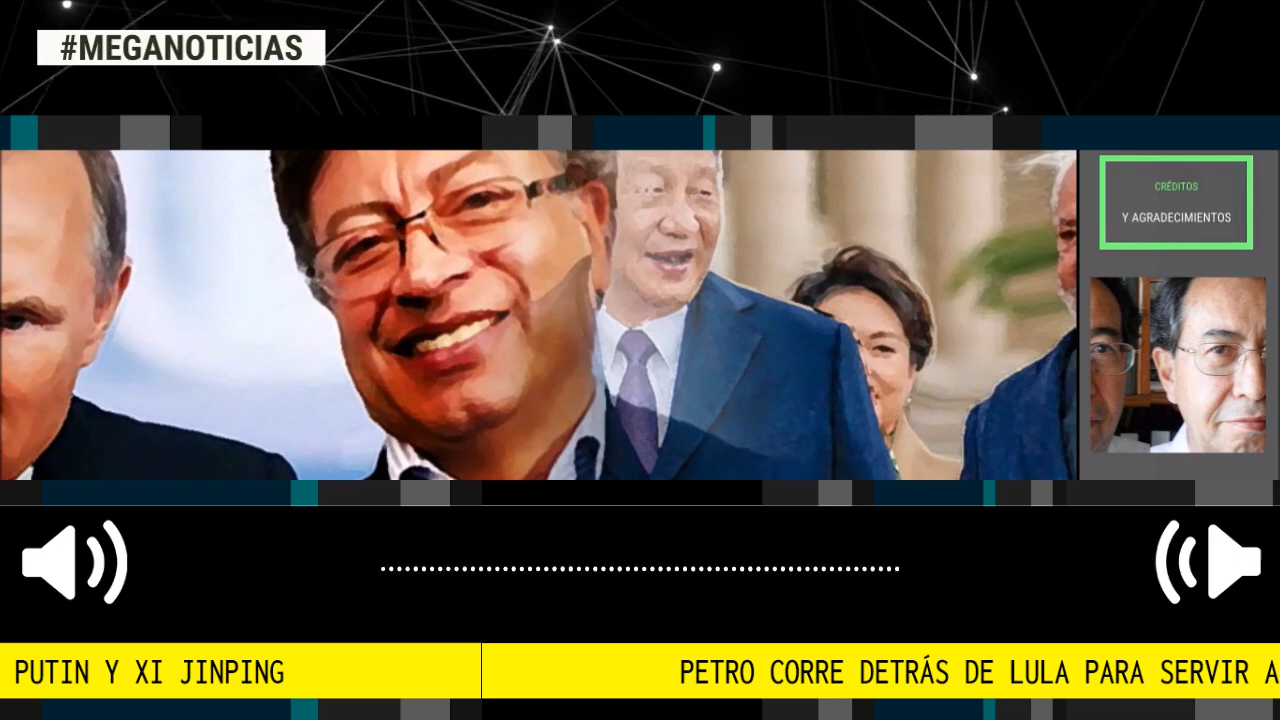 #MEGANOTICIAS
CRÉDITOS
Y AGRADECIMIENTOS
PUTIN Y XI JINPING
PETRO CORRE DETRÁS DE LULA PARA SERVIR A